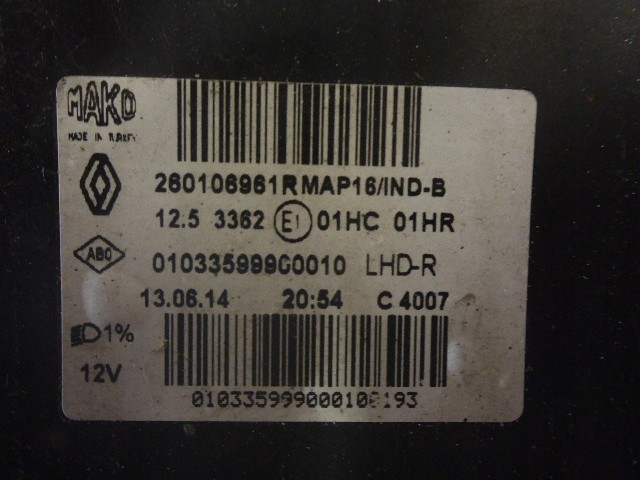 MAKO
MADE IN TURKEY
260106961R MAP16/IND-B
12.5 3362 E1 01HC 01HR
ABO
01033599900010 LHD-R
13.06.14 20:54 C 4007
1%
12V